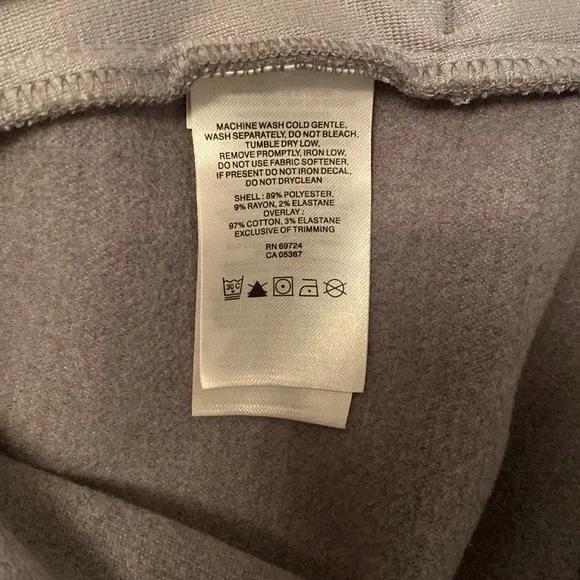 MACHINE WASH COLD GENTLE,
WASH SEPARATELY, DO NOT BLEACH,
TUMBLE DRY LOW,
REMOVE PROMPTLY, IRON LOW,
DO NOT USE FABRIC SOFTENER,
IF PRESENT DO NOT IRON DECAL,
DO NOT DRYCLEAN
SHELL : 89% POLYESTER,
9% RAYON, 2% ELASTANE
OVERLAY :
97% COTTON, 3% ELASTANE
EXCLUSIVE OF TRIMMING
RN 69724
CA 05367
30 C